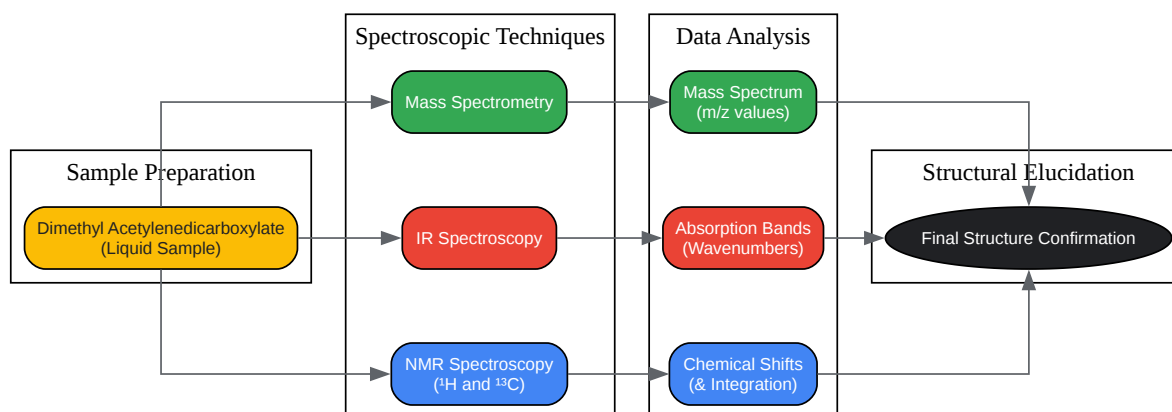 Spectroscopic Techniques
Data Analysis
Mass Spectrometry
Mass Spectrum
(m/z values)
Sample Preparation
Structural Elucidation
Dimethyl Acetylenedicarboxylate
(Liquid Sample)
IR Spectroscopy
Absorption Bands
(Wavenumbers)
Final Structure Confirmation
NMR Spectroscopy
(¹H and ¹³C)
Chemical Shifts
(& Integration)